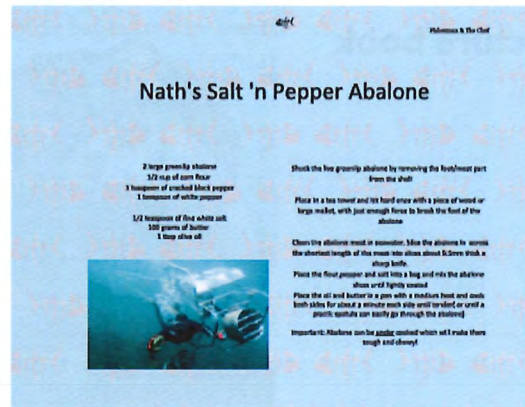 Fisherman & The Chef
Nath's Salt 'n Pepper Abalone
2 large greenlip abalone
1/2 cup of corn flour
1 teaspoon of cracked black pepper
1 teaspoon of white pepper
1/2 teaspoon of fine white salt
100 grams of butter
1 tbsp olive oil
Shuck the live greenlip abalone by removing the foot/meat part
from the shell
Place in a tea towel and hit hard once with a piece of wood or
large mallet, with just enough force to break the foot of the
abalone
Clean the abalone meat in seawater. Slice the abalone in across
the shortest length of the meat into slices about 0.5mm thick a
sharp knife.
Place the flour pepper and salt into a bag and mix the abalone
slices until lightly coated
Place the oil and butter in a pan with a medium heat and cook
both sides for about a minute each side until tender( or until a
plastic spatula can easily go through the abalone)
Important: Abalone can be under cooked which will make them
tough and chewy!